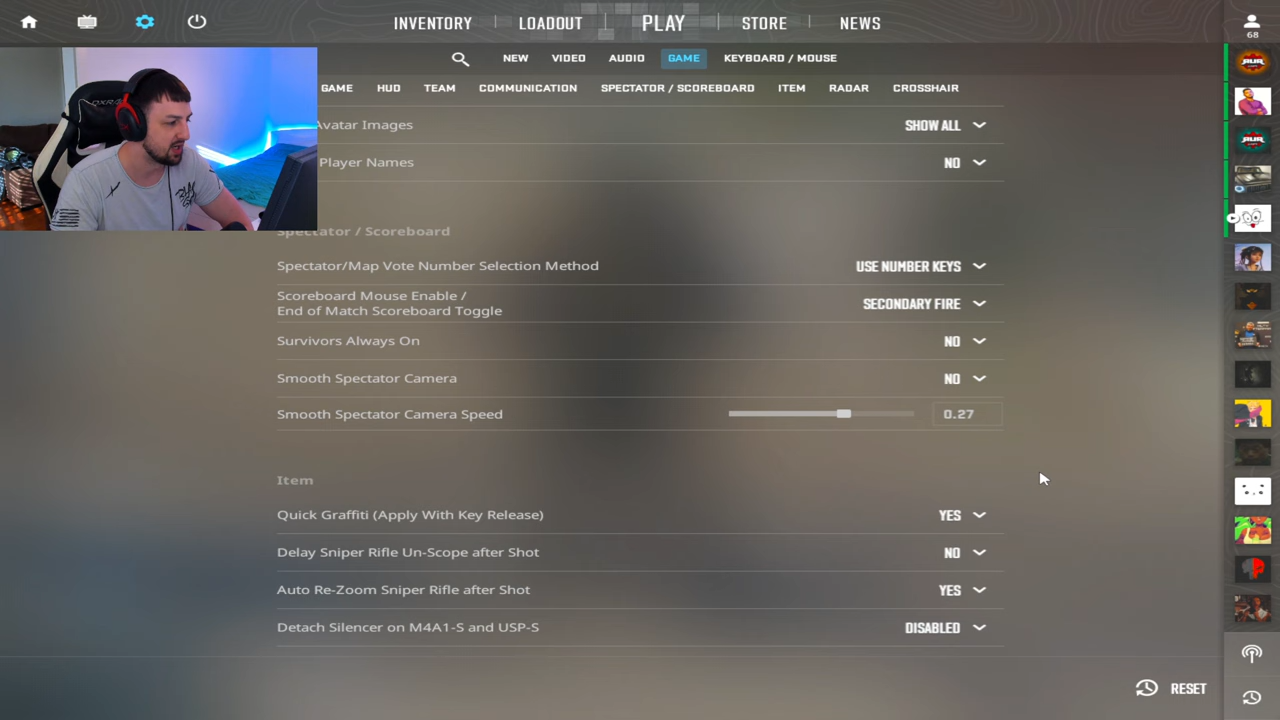 INVENTORY
LOADOUT
PLAY
STORE
NEWS
68
NEW
VIDEO
AUDIO
GAME
KEYBOARD / MOUSE
GAME
HUD
TEAM
COMMUNICATION
SPECTATOR / SCOREBOARD
ITEM
RADAR
CROSSHAIR
Avatar Images
SHOW ALL
Player Names
NO
Spectator / Scoreboard
Spectator/Map Vote Number Selection Method
USE NUMBER KEYS
Scoreboard Mouse Enable /
End of Match Scoreboard Toggle
SECONDARY FIRE
Survivors Always On
NO
Smooth Spectator Camera
NO
Smooth Spectator Camera Speed
0.27
Item
Quick Graffiti (Apply With Key Release)
YES
Delay Sniper Rifle Un-Scope after Shot
NO
Auto Re-Zoom Sniper Rifle after Shot
YES
Detach Silencer on M4A1-S and USP-S
DISABLED
RESET